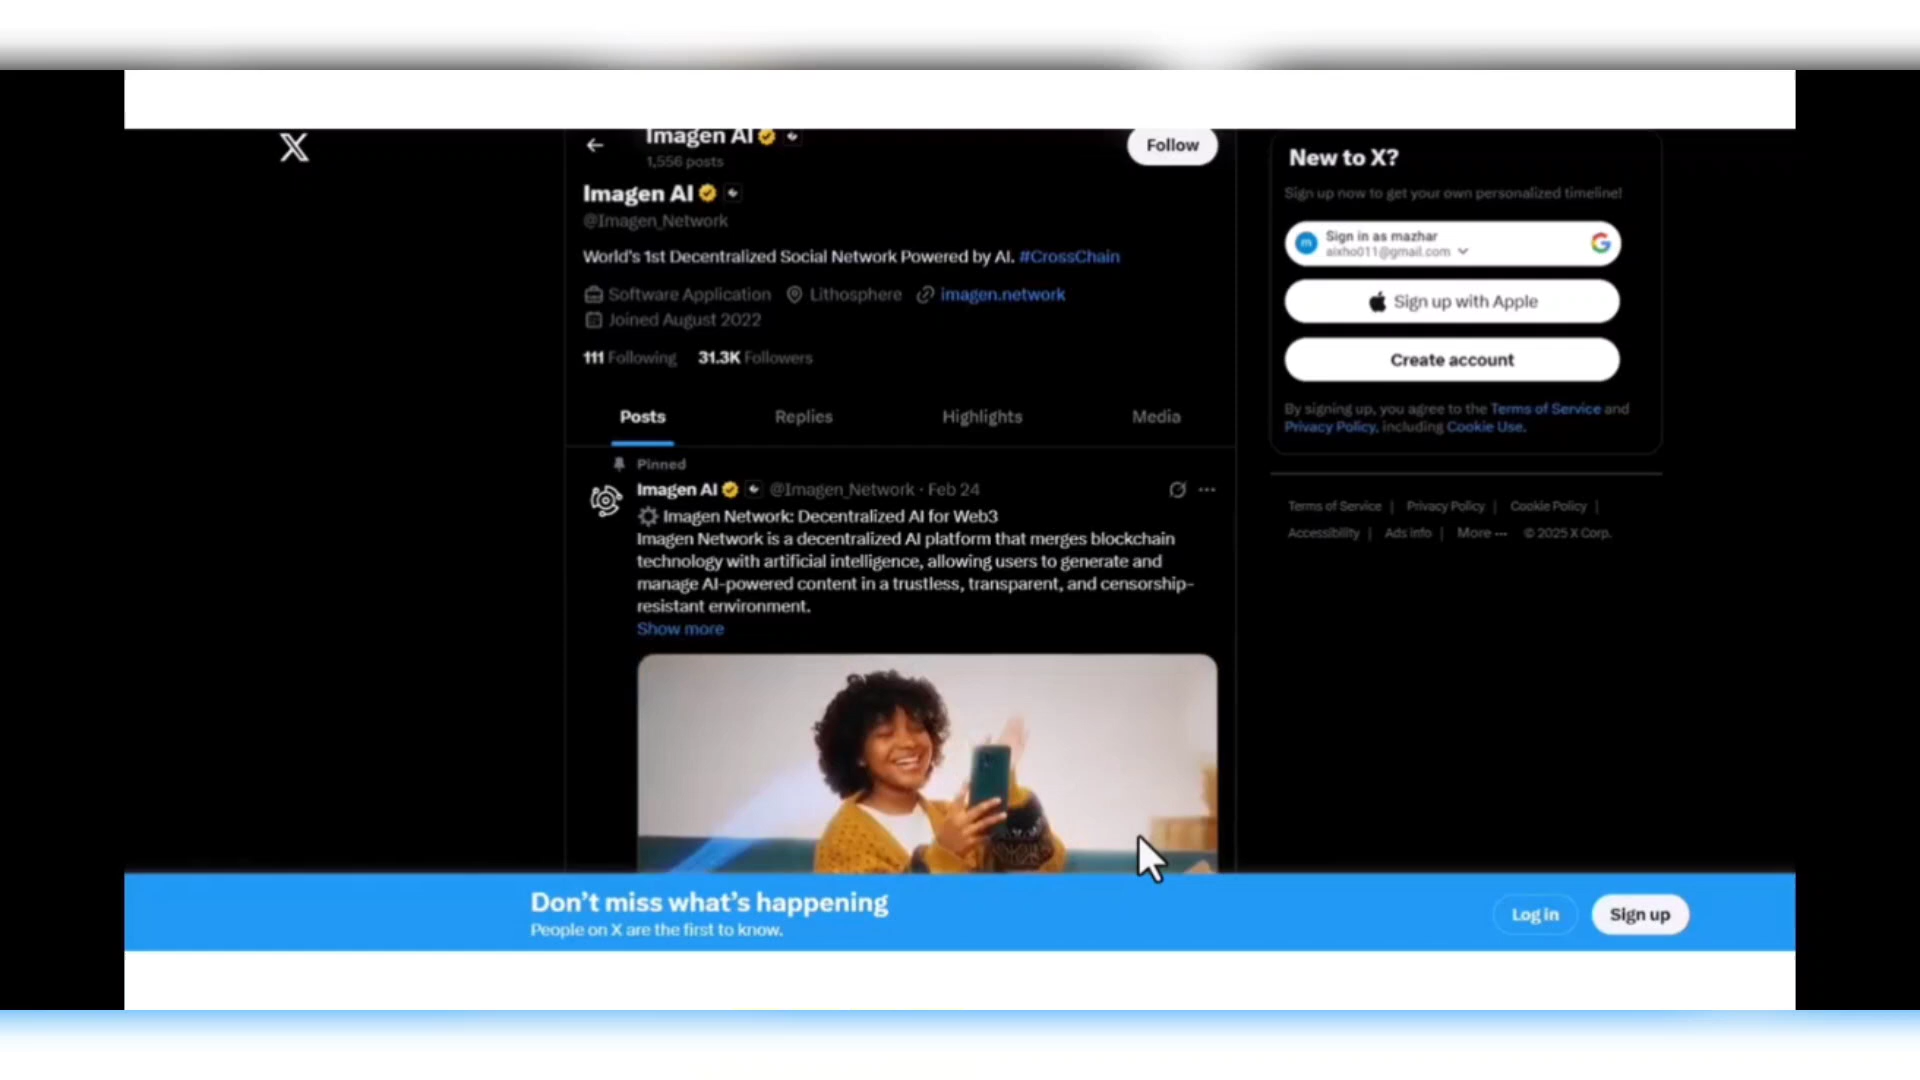 Imagen AI
1,556 posts
Follow
Imagen AI
@Imagen_Network
World's 1st Decentralized Social Network Powered by AI. #CrossChain
Software Application Lithosphere imagen.network
Joined August 2022
111 Following 31.3K Followers
Posts Replies Highlights Media
Pinned
Imagen AI @Imagen_Network · Feb 24
Imagen Network: Decentralized AI for Web3
Imagen Network is a decentralized AI platform that merges blockchain
technology with artificial intelligence, allowing users to generate and
manage AI-powered content in a trustless, transparent, and censorship-
resistant environment.
Show more
New to X?
Sign up now to get your own personalized timeline!
m
Sign in as mazhar
aixho011@gmail.com
Sign up with Apple
Create account
By signing up, you agree to the Terms of Service and
Privacy Policy, including Cookie Use.
Terms of Service | Privacy Policy | Cookie Policy |
Accessibility | Ads info | More ··· © 2025 X Corp.
Don't miss what's happening
People on X are the first to know.
Log in
Sign up